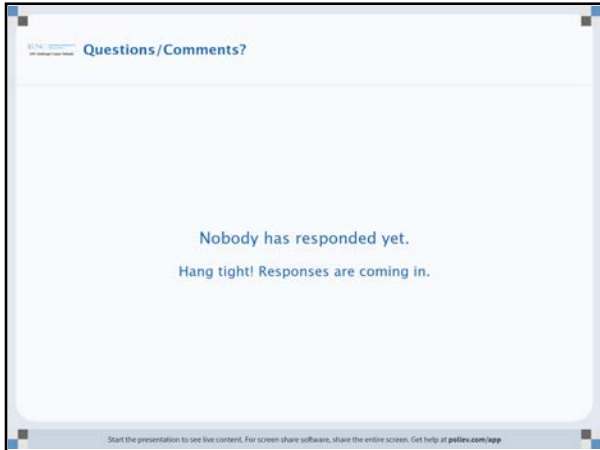 Questions/Comments?
Nobody has responded yet.
Hang tight! Responses are coming in.
Start the presentation to see live content. For screen share software, share the entire screen. Get help at pollev.com/app